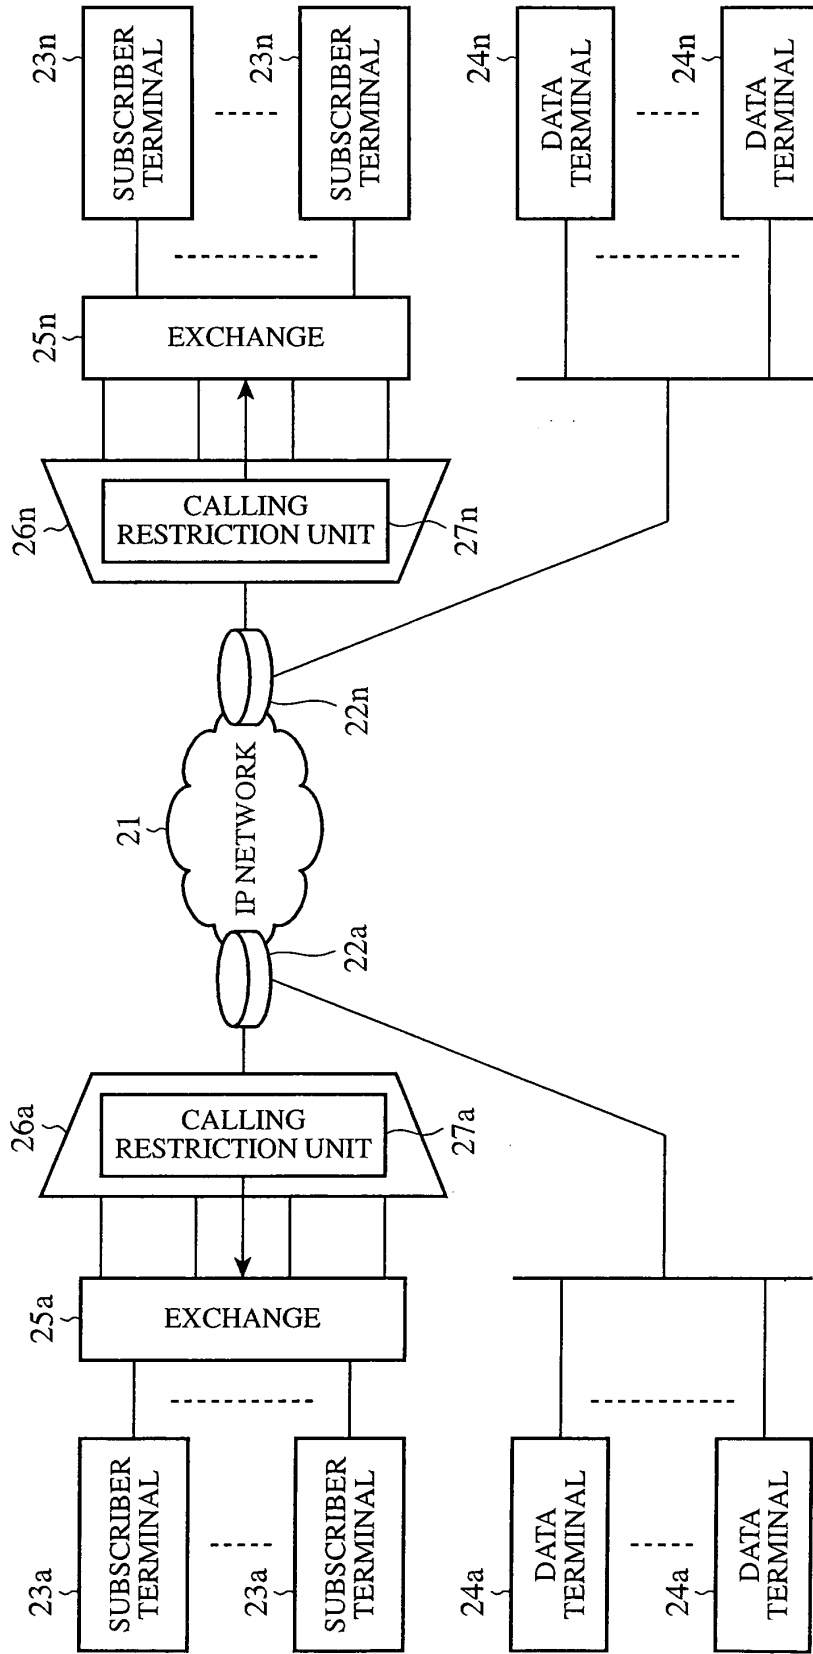 23a
SUBSCRIBER
TERMINAL
23a
SUBSCRIBER
TERMINAL
24a
DATA
TERMINAL
24a
DATA
TERMINAL
25a
EXCHANGE
26a
CALLING
RESTRICTION UNIT
27a
22a
21
IP NETWORK
22n
26n
CALLING
RESTRICTION UNIT
27n
25n
EXCHANGE
23n
SUBSCRIBER
TERMINAL
23n
SUBSCRIBER
TERMINAL
24n
DATA
TERMINAL
24n
DATA
TERMINAL